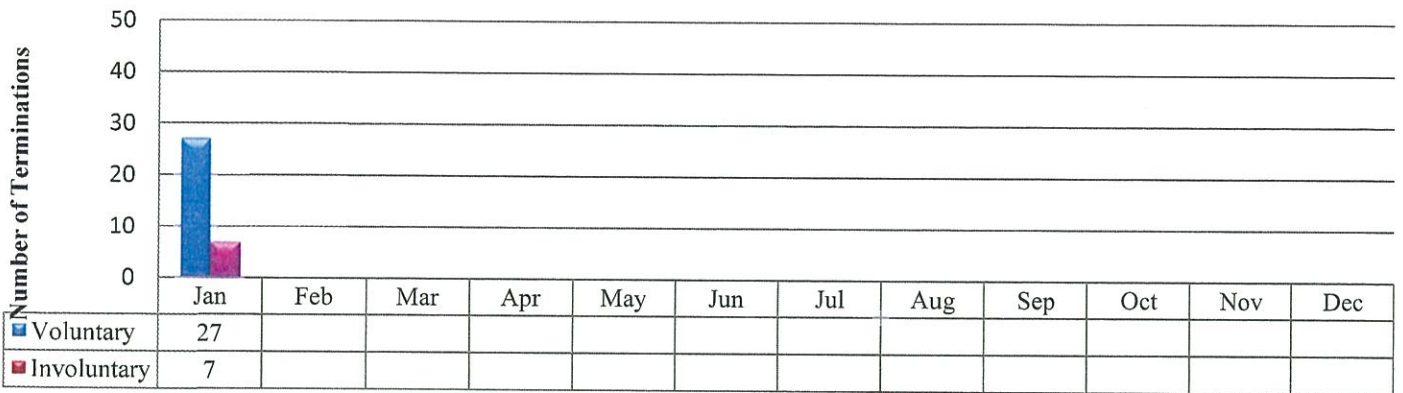 50
40
30
20
10
0
Number of Terminations
Jan Feb Mar Apr May Jun Jul Aug Sep Oct Nov Dec
Voluntary 27
Involuntary 7